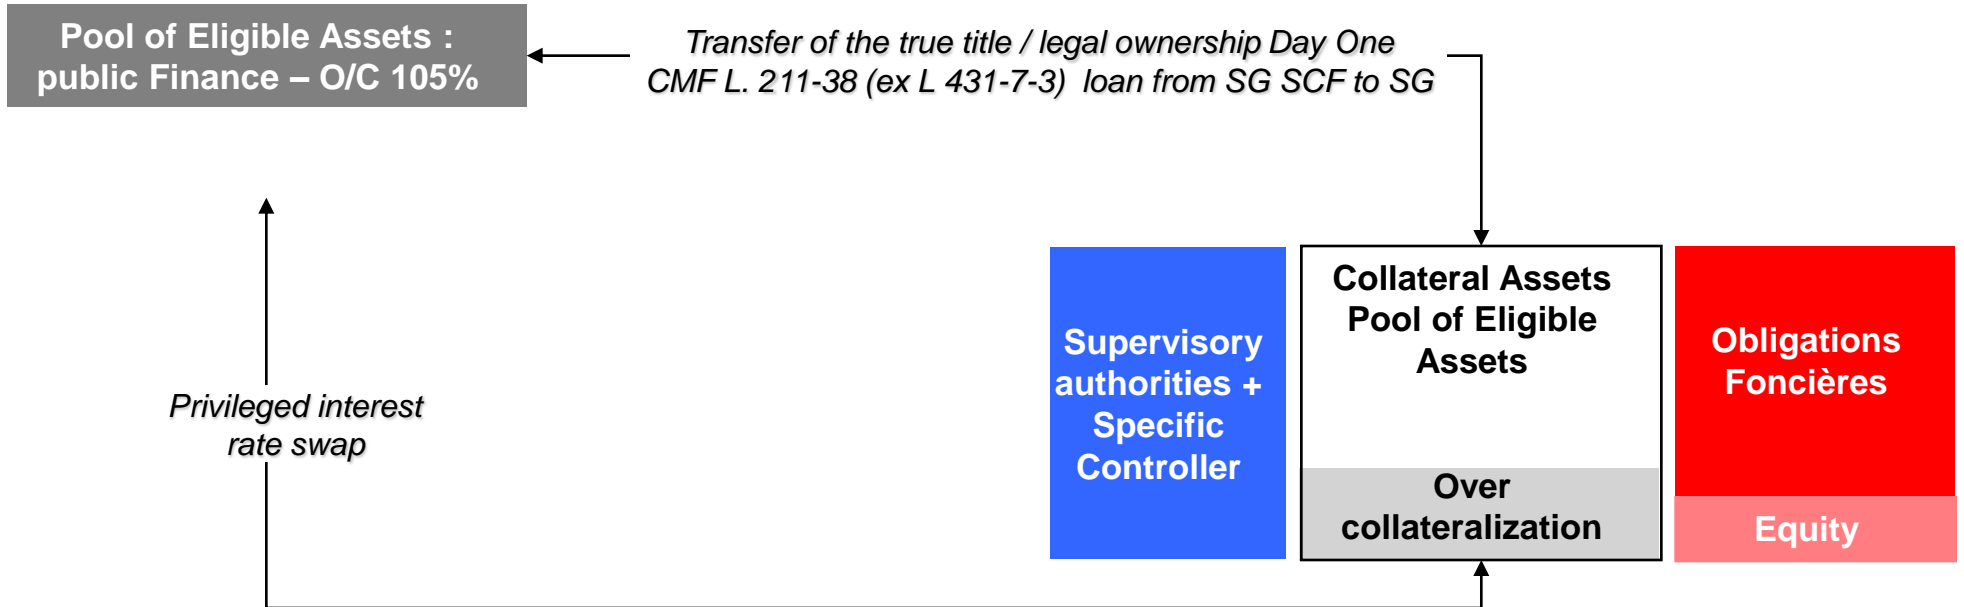 Pool of Eligible Assets :
public Finance – O/C 105%
Transfer of the true title / legal ownership Day One
CMF L. 211-38 (ex L 431-7-3) loan from SG SCF to SG
Privileged interest
rate swap
Supervisory
authorities +
Specific
Controller
Collateral Assets
Pool of Eligible
Assets
Over
collateralization
Obligations
Foncières
Equity